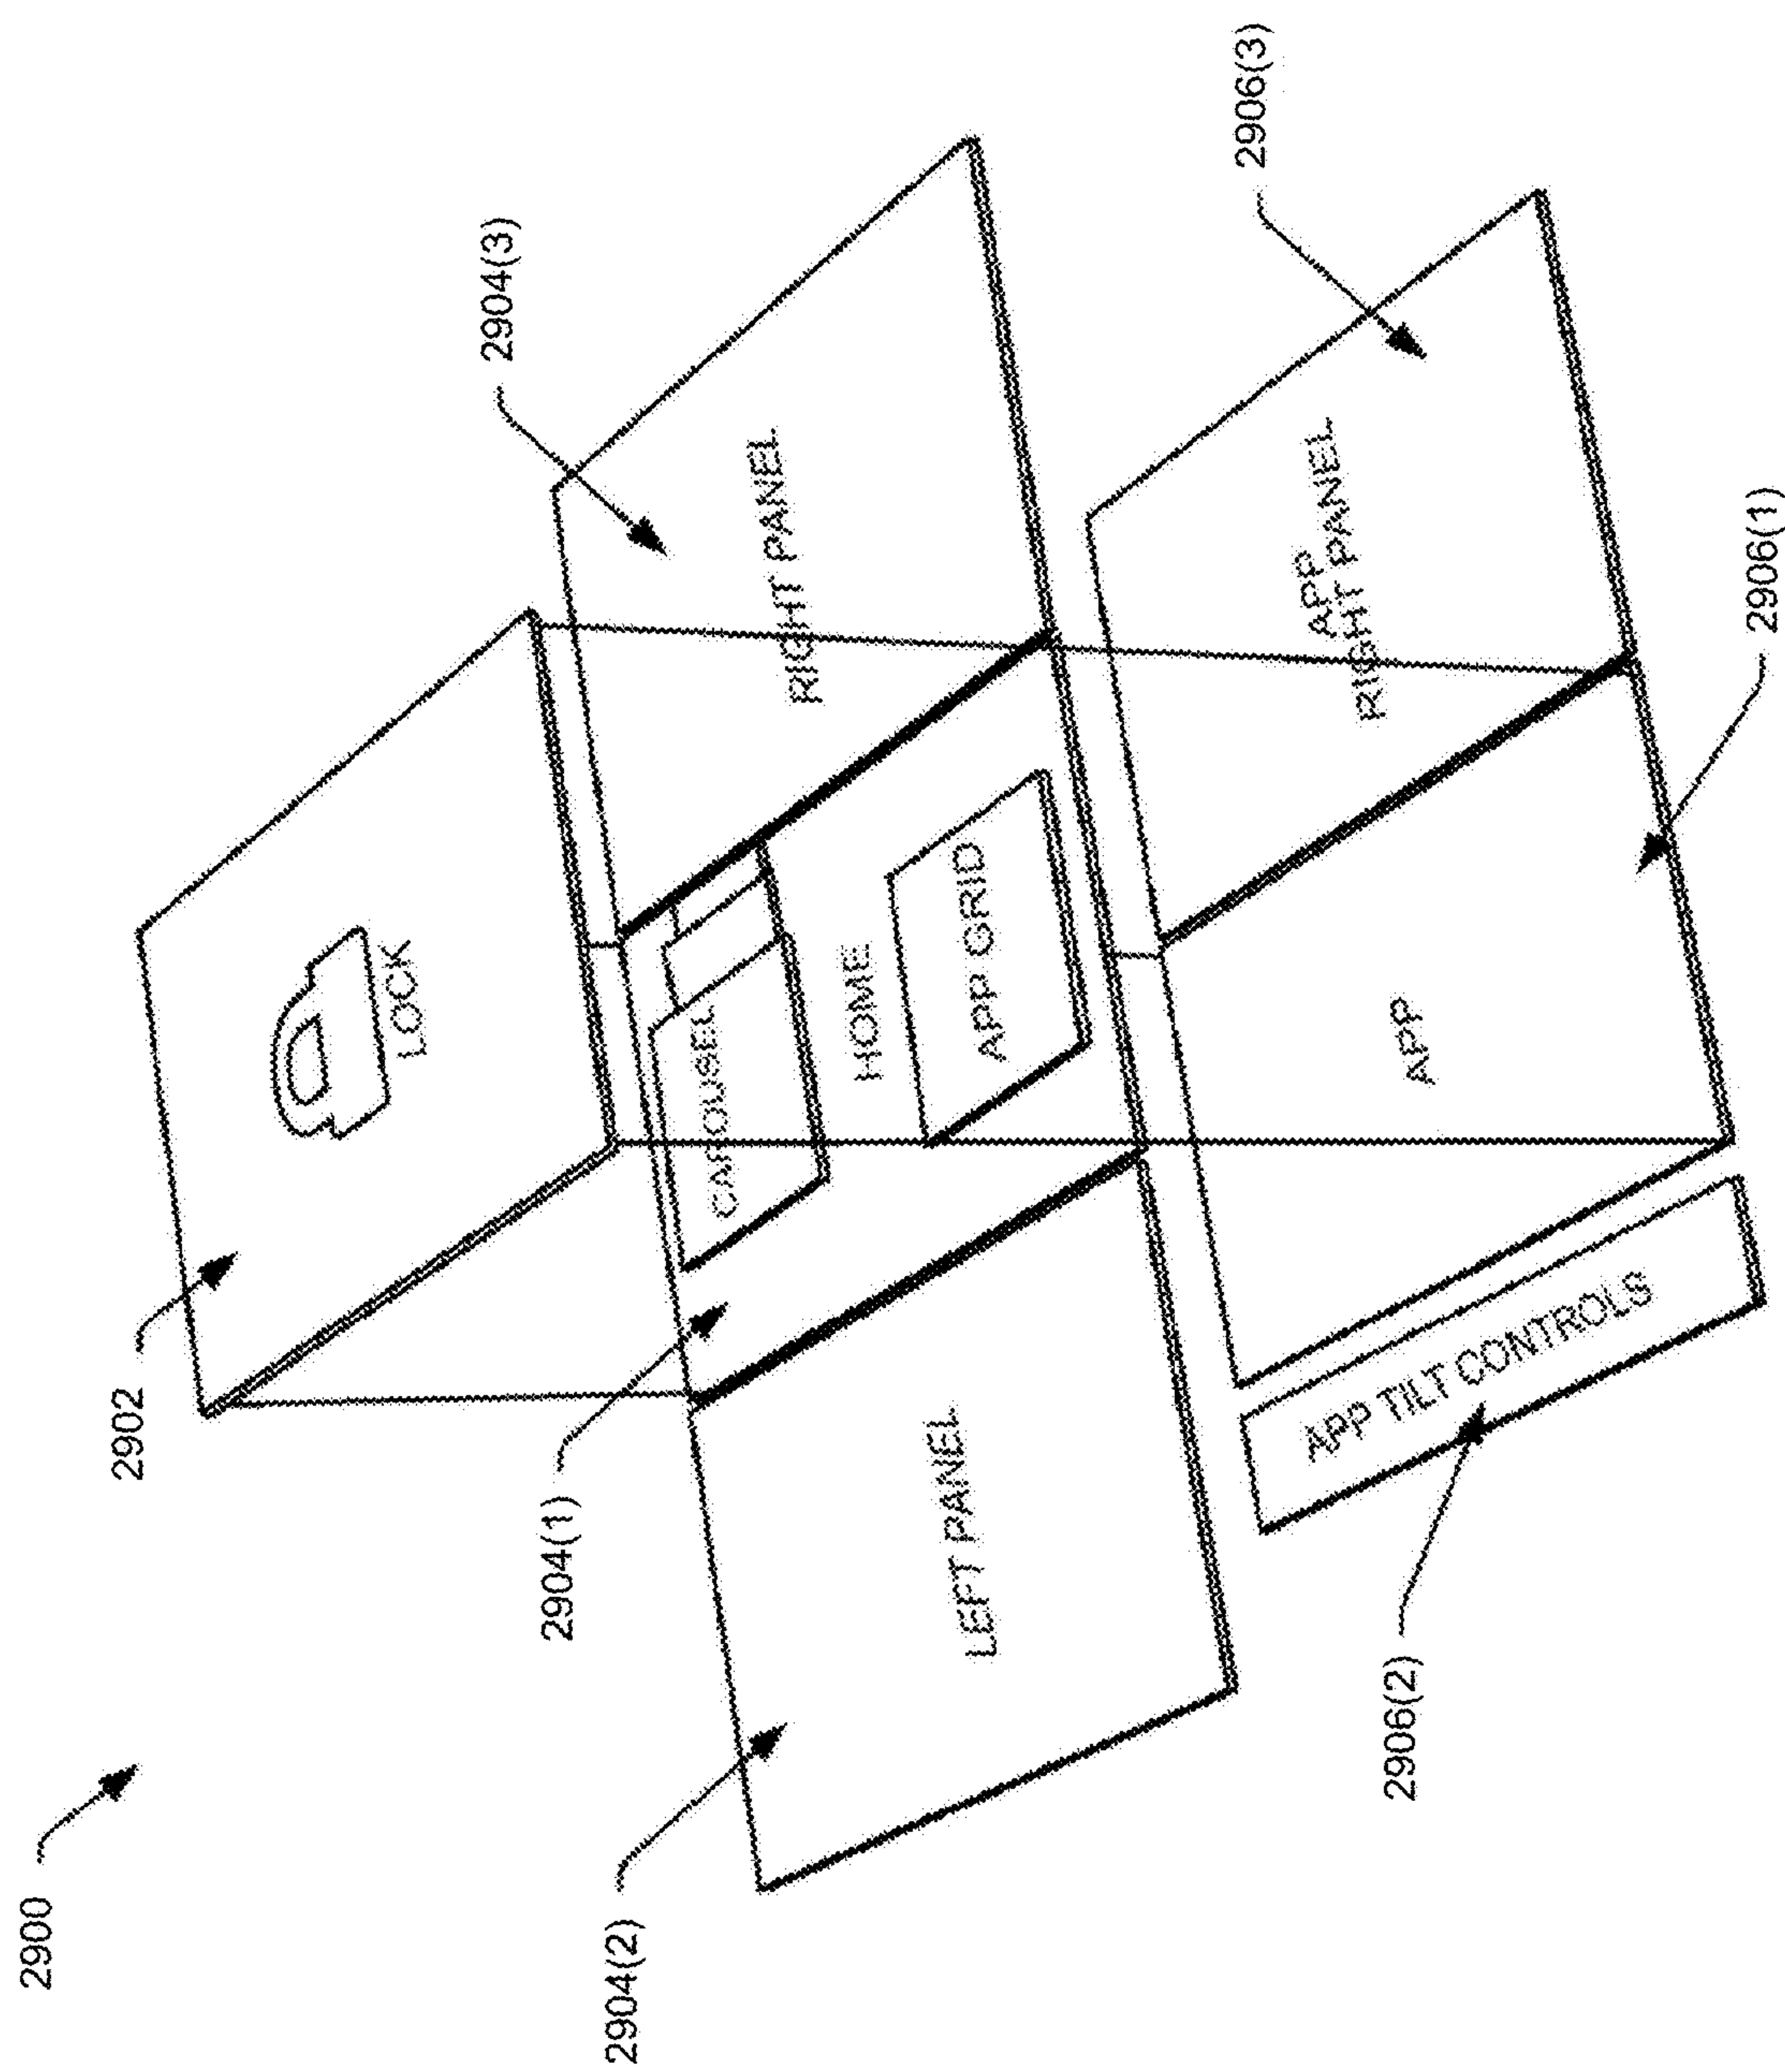 2900
2902
LOCK
2904(1)
2904(2)
2904(3)
LEFT PANEL
CAROUSEL
HOME
APP GRID
RIGHT PANEL
2906(1)
2906(2)
2906(3)
APP TILT CONTROLS
APP
APP
RIGHT PANEL